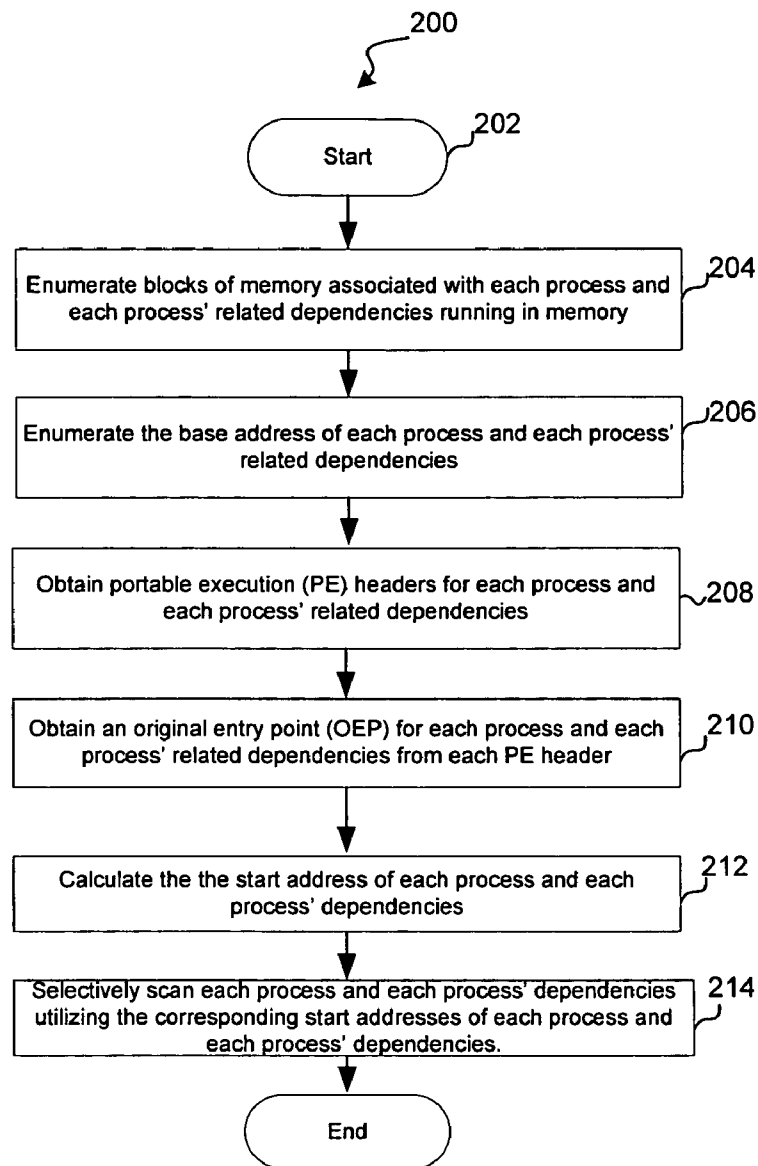 200
202
Start
204
Enumerate blocks of memory associated with each process and
each process' related dependencies running in memory
206
Enumerate the base address of each process and each process'
related dependencies
Obtain portable execution (PE) headers for each process and
each process' related dependencies
208
Obtain an original entry point (OEP) for each process and each
process' related dependencies from each PE header
210
Calculate the the start address of each process and each
process' dependencies
212
Selectively scan each process and each process' dependencies
utilizing the corresponding start addresses of each process and
each process' dependencies.
214
End